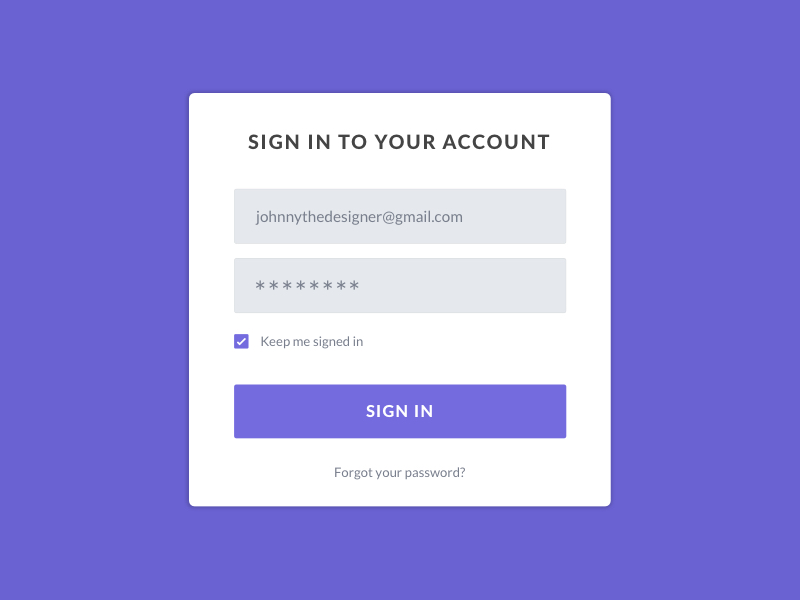 SIGN IN TO YOUR ACCOUNT
johnnythedesigner@gmail.com
********
Keep me signed in
SIGN IN
Forgot your password?